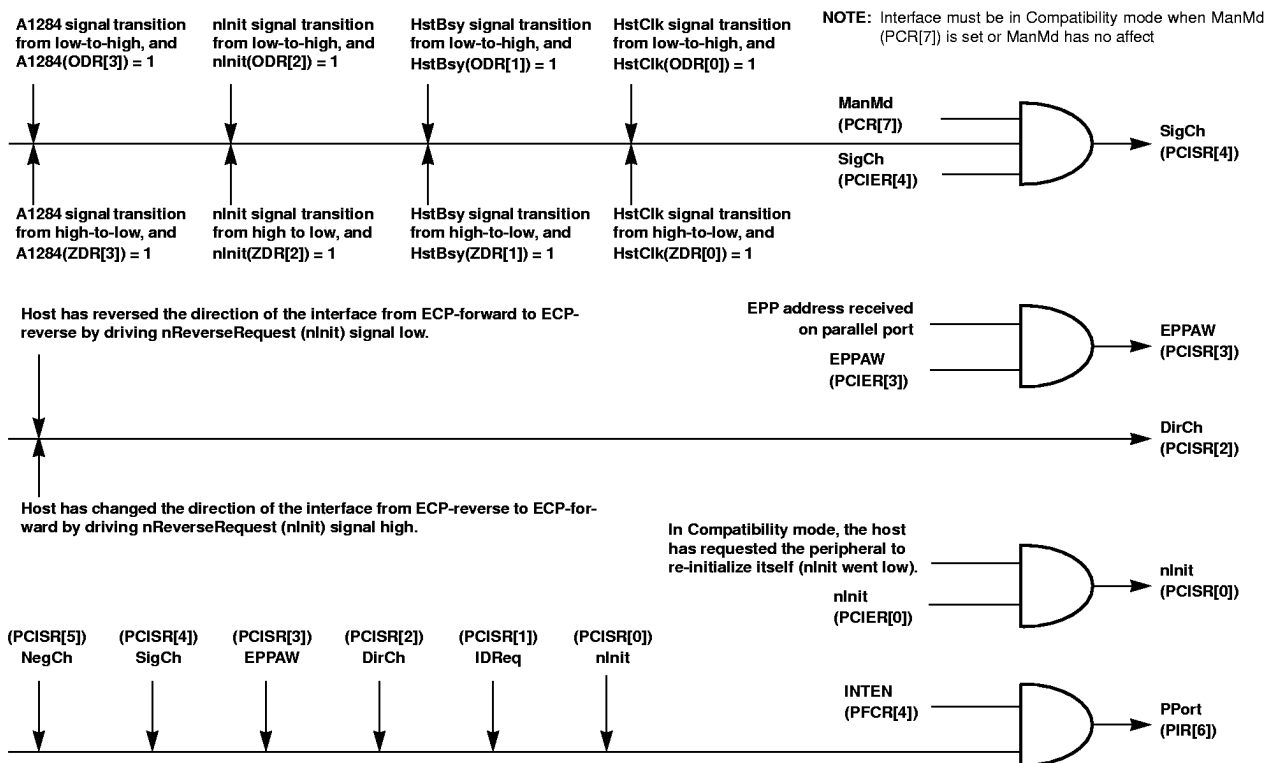 A1284 signal transition
from low-to-high, and
A1284(ODR[3]) = 1
nInit signal transition
from low-to-high, and
nInit(ODR[2]) = 1
HstBsy signal transition
from low-to-high, and
HstBsy(ODR[1]) = 1
HstClk signal transition
from low-to-high, and
HstClk(ODR[0]) = 1
NOTE: Interface must be in Compatibility mode when ManMd
(PCR[7]) is set or ManMd has no affect
ManMd
(PCR[7])
SigCh
(PCIER[4])
SigCh
(PCISR[4])
A1284 signal transition
from high-to-low, and
A1284(ZDR[3]) = 1
nInit signal transition
from high to low, and
nInit(ZDR[2]) = 1
HstBsy signal transition
from high-to-low, and
HstBsy(ZDR[1]) = 1
HstClk signal transition
from high-to-low, and
HstClk(ZDR[0]) = 1
Host has reversed the direction of the interface from ECP-forward to ECP-
reverse by driving nReverseRequest (nInit) signal low.
EPP address received
on parallel port
EPPAW
(PCIER[3])
EPPAW
(PCISR[3])
DirCh
(PCISR[2])
Host has changed the direction of the interface from ECP-reverse to ECP-for-
ward by driving nReverseRequest (nInit) signal high.
In Compatibility mode, the host
has requested the peripheral to
re-initialize itself (nInit went low).
nInit
(PCIER[0])
nInit
(PCISR[0])
(PCISR[5])
NegCh
(PCISR[4])
SigCh
(PCISR[3])
EPPAW
(PCISR[2])
DirCh
(PCISR[1])
IDReq
(PCISR[0])
nInit
INTEN
(PFCR[4])
PPort
(PIR[6])